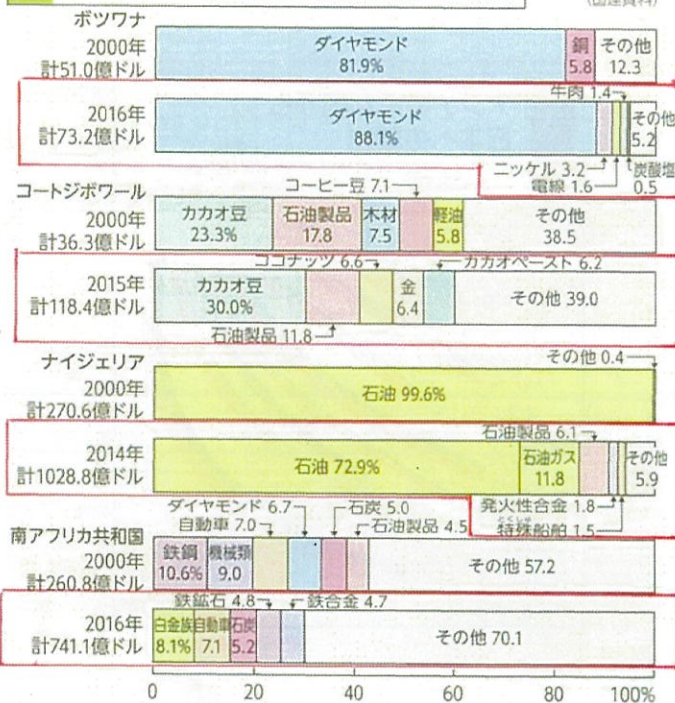 (国連資料)
ボツワナ
2000年
計51.0億ドル
ダイヤモンド
81.9%
銅
5.8
その他
12.3
2016年
計73.2億ドル
ダイヤモンド
88.1%
牛肉 1.4
その他
5.2
ニッケル 3.2
電線 1.6
炭酸塩
0.5
コートジボワール
2000年
計36.3億ドル
カカオ豆
23.3%
石油製品
17.8
木材
7.5
コーヒー豆 7.1
軽油
5.8
その他
38.5
2015年
計118.4億ドル
カカオ豆
30.0%
石油製品 11.8
ココナッツ 6.6
金
6.4
カカオペースト 6.2
その他 39.0
ナイジェリア
2000年
計270.6億ドル
石油 99.6%
その他 0.4
2014年
計1028.8億ドル
石油 72.9%
石油ガス
11.8
石油製品 6.1
その他
5.9
発火性合金 1.8
とくしゅ
特殊船舶 1.5
南アフリカ共和国
2000年
計260.8億ドル
鉄鋼
10.6%
機械類
9.0
自動車 7.0
ダイヤモンド 6.7
石炭 5.0
石油製品 4.5
その他 57.2
2016年
計741.1億ドル
白金族
8.1%
自動車
7.1
石炭
5.2
鉄鉱石 4.8
鉄合金 4.7
その他 70.1
0 20 40 60 80 100%